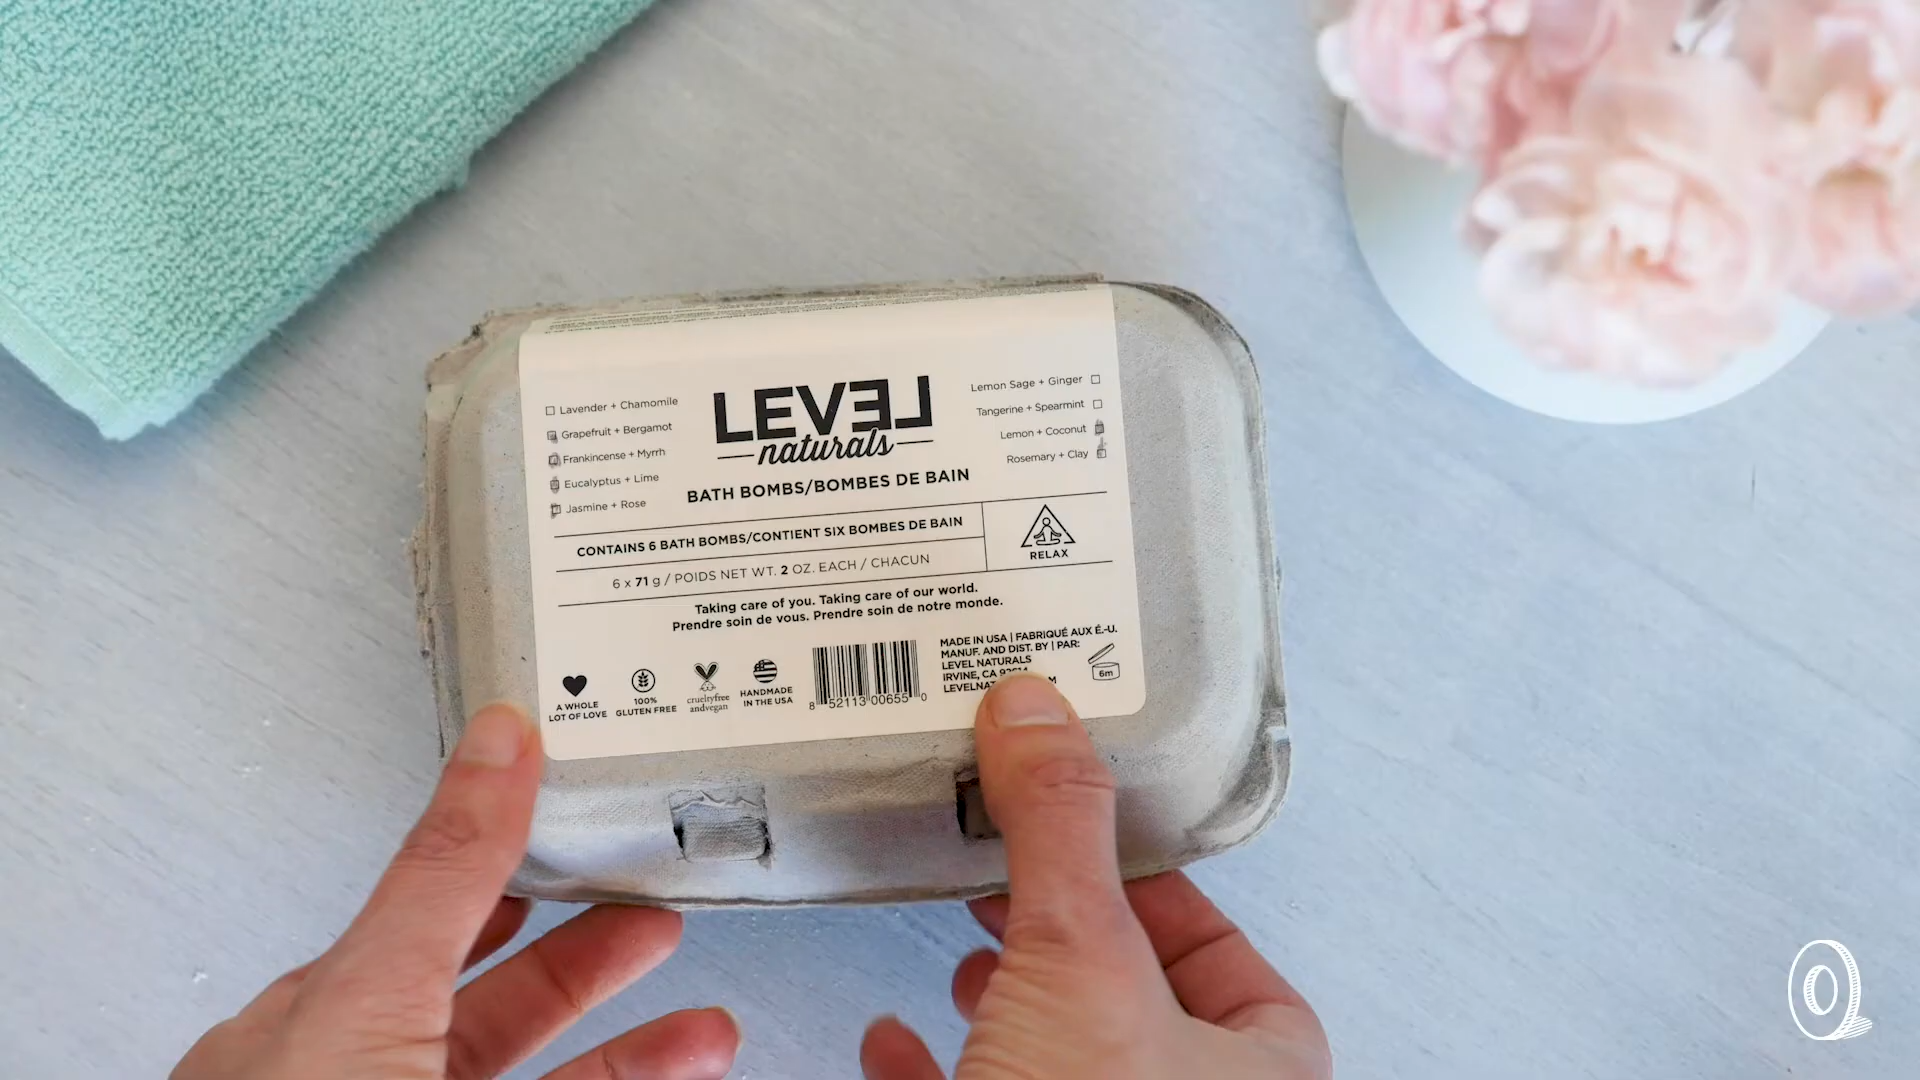 LEVEL
naturals
BATH BOMBS/BOMBES DE BAIN
Lavender + Chamomile
Grapefruit + Bergamot
Frankincense + Myrrh
Eucalyptus + Lime
Jasmine + Rose
Lemon Sage + Ginger
Tangerine + Spearmint
Lemon + Coconut
Rosemary + Clay
CONTAINS 6 BATH BOMBS/CONTIENT SIX BOMBES DE BAIN
6 x 71 g / POIDS NET WT. 2 OZ. EACH / CHACUN
RELAX
Taking care of you. Taking care of our world.
Prendre soin de vous. Prendre soin de notre monde.
A WHOLE
LOT OF LOVE
100%
GLUTEN FREE
crueltyfree
andvegan
HANDMADE
IN THE USA
8 52113 00655 0
MADE IN USA | FABRIQUÉ AUX É.-U.
MANUF. AND DIST. BY | PAR:
LEVEL NATURALS
IRVINE, CA
6m